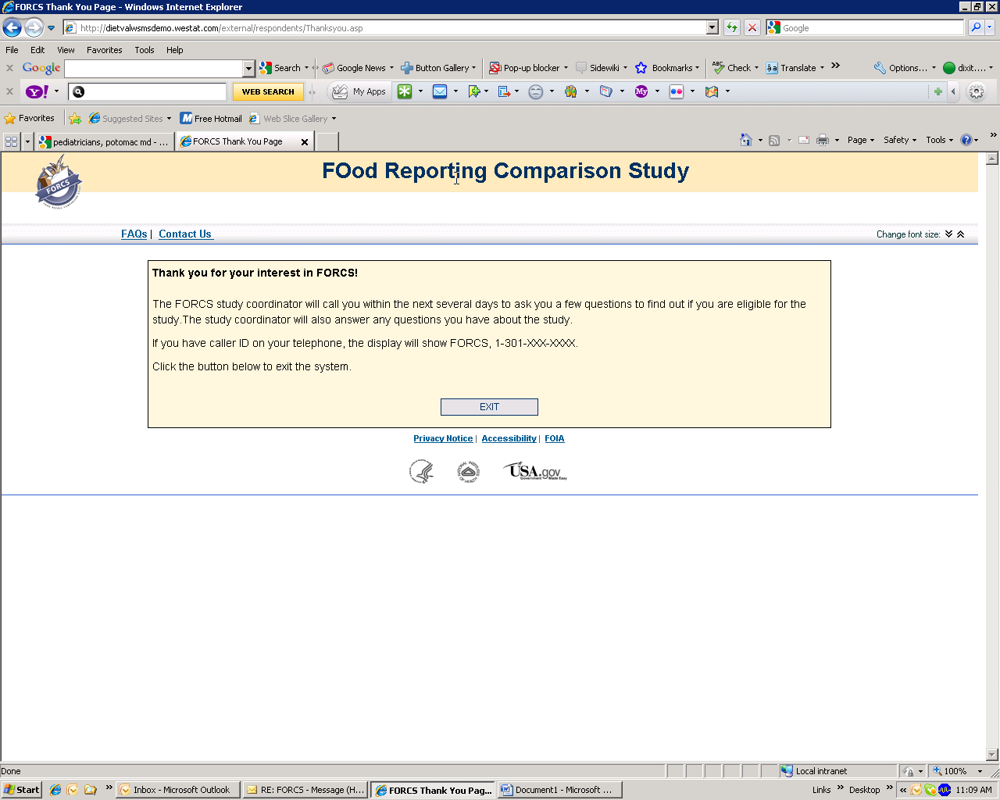 FORCS Thank You Page - Windows Internet Explorer
http://dietvalwsmsdemo.westat.com/external/respondents/Thanksyou.asp
Google
File Edit View Favorites Tools Help
x Google Search Google News Button Gallery Pop-up blocker Sidewiki Bookmarks ABC Check Translate Options... dixit....
x Y! WEB SEARCH My Apps My
Favorites Suggested Sites Free Hotmail Web Slice Gallery
pediatricians, potomac md - ... FORCS Thank You Page Page Safety Tools
FORCS
FOod Reporting Comparison Study
FAQs | Contact Us
Change font size:
Thank you for your interest in FORCS!
The FORCS study coordinator will call you within the next several days to ask you a few questions to find out if you are eligible for the
study.The study coordinator will also answer any questions you have about the study.
If you have caller ID on your telephone, the display will show FORCS, 1-301-XXX-XXXX.
Click the button below to exit the system.
EXIT
Privacy Notice | Accessibility | FOIA
NATIONAL INSTITUTES OF HEALTH
USA.gov
Government Made Easy
Done Local intranet 100%
Start Inbox - Microsoft Outlook RE: FORCS - Message (H... FORCS Thank You Pag... Document1 - Microsoft ... Links Desktop 11:09 AM